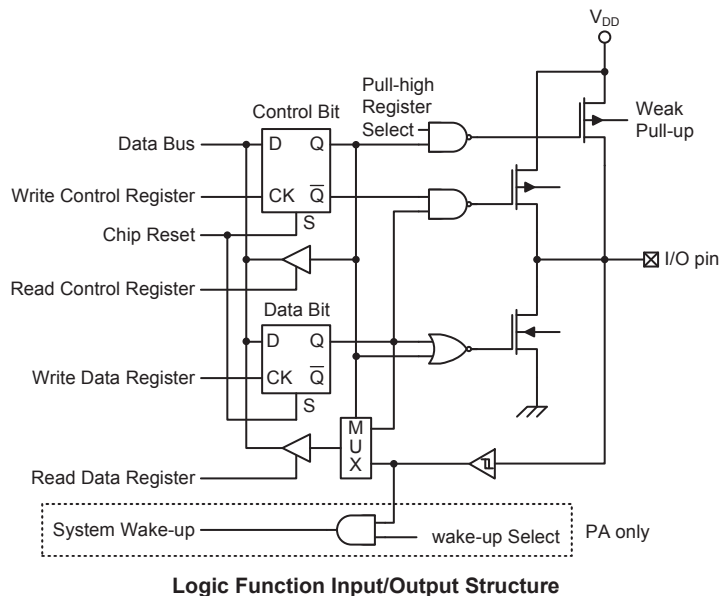 VDD
Pull-high
Register
Select
Weak
Pull-up
Control Bit
Data Bus
D Q
Write Control Register
CK Q
S
Chip Reset
I/O pin
Read Control Register
Data Bit
D Q
Write Data Register
CK Q
S
M
U
X
Read Data Register
System Wake-up
wake-up Select
PA only
Logic Function Input/Output Structure